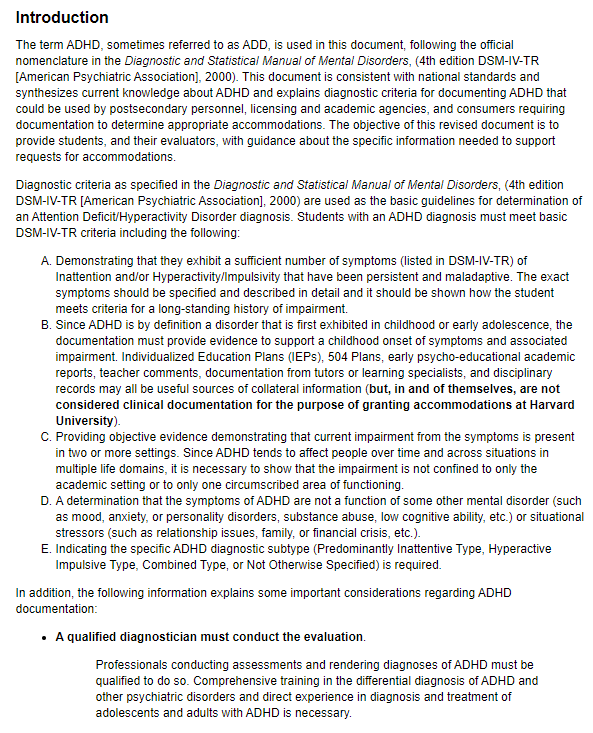 Introduction
The term ADHD, sometimes referred to as ADD, is used in this document, following the official
nomenclature in the Diagnostic and Statistical Manual of Mental Disorders, (4th edition DSM-IV-TR
[American Psychiatric Association], 2000). This document is consistent with national standards and
synthesizes current knowledge about ADHD and explains diagnostic criteria for documenting ADHD that
could be used by postsecondary personnel, licensing and academic agencies, and consumers requiring
documentation to determine appropriate accommodations. The objective of this revised document is to
provide students, and their evaluators, with guidance about the specific information needed to support
requests for accommodations.
Diagnostic criteria as specified in the Diagnostic and Statistical Manual of Mental Disorders, (4th edition
DSM-IV-TR [American Psychiatric Association], 2000) are used as the basic guidelines for determination of
an Attention Deficit/Hyperactivity Disorder diagnosis. Students with an ADHD diagnosis must meet basic
DSM-IV-TR criteria including the following:
A. Demonstrating that they exhibit a sufficient number of symptoms (listed in DSM-IV-TR) of
Inattention and/or Hyperactivity/Impulsivity that have been persistent and maladaptive. The exact
symptoms should be specified and described in detail and it should be shown how the student
meets criteria for a long-standing history of impairment.
B. Since ADHD is by definition a disorder that is first exhibited in childhood or early adolescence, the
documentation must provide evidence to support a childhood onset of symptoms and associated
impairment. Individualized Education Plans (IEPs), 504 Plans, early psycho-educational academic
reports, teacher comments, documentation from tutors or learning specialists, and disciplinary
records may all be useful sources of collateral information (but, in and of themselves, are not
considered clinical documentation for the purpose of granting accommodations at Harvard
University).
C. Providing objective evidence demonstrating that current impairment from the symptoms is present
in two or more settings. Since ADHD tends to affect people over time and across situations in
multiple life domains, it is necessary to show that the impairment is not confined to only the
academic setting or to only one circumscribed area of functioning.
D. A determination that the symptoms of ADHD are not a function of some other mental disorder (such
as mood, anxiety, or personality disorders, substance abuse, low cognitive ability, etc.) or situational
stressors (such as relationship issues, family, or financial crisis, etc.).
E. Indicating the specific ADHD diagnostic subtype (Predominantly Inattentive Type, Hyperactive
Impulsive Type, Combined Type, or Not Otherwise Specified) is required.
In addition, the following information explains some important considerations regarding ADHD
documentation:
• A qualified diagnostician must conduct the evaluation.
Professionals conducting assessments and rendering diagnoses of ADHD must be
qualified to do so. Comprehensive training in the differential diagnosis of ADHD and
other psychiatric disorders and direct experience in diagnosis and treatment of
adolescents and adults with ADHD is necessary.